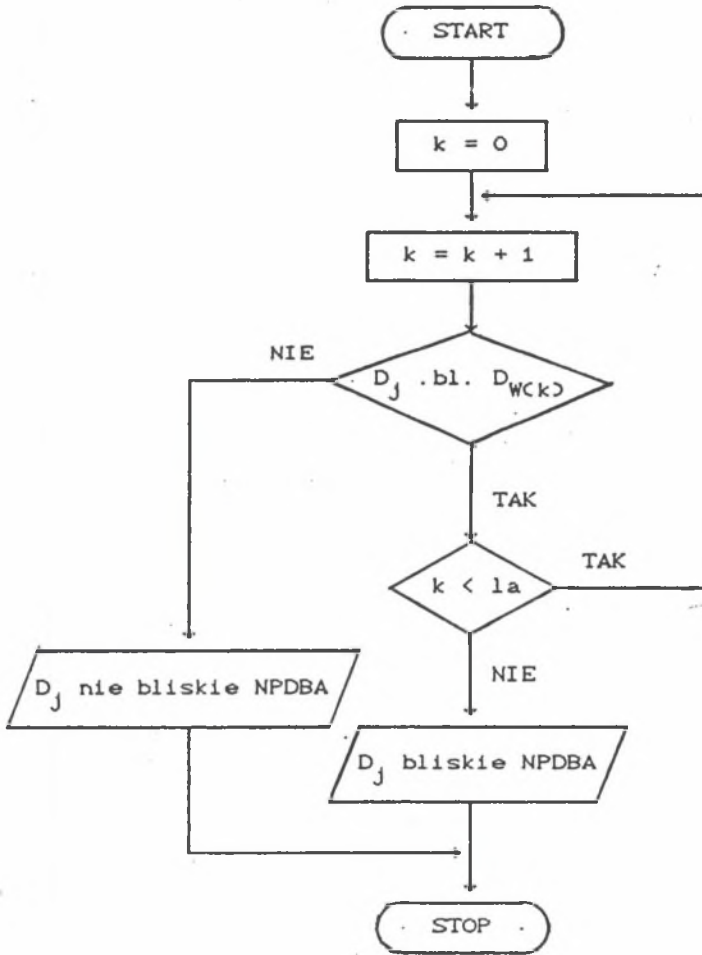 START
k = 0
k = k + 1
NIE
D_j .bl. D_W(k)
TAK
k < la
TAK
NIE
D_j nie bliskie NPDBA
D_j bliskie NPDBA
STOP